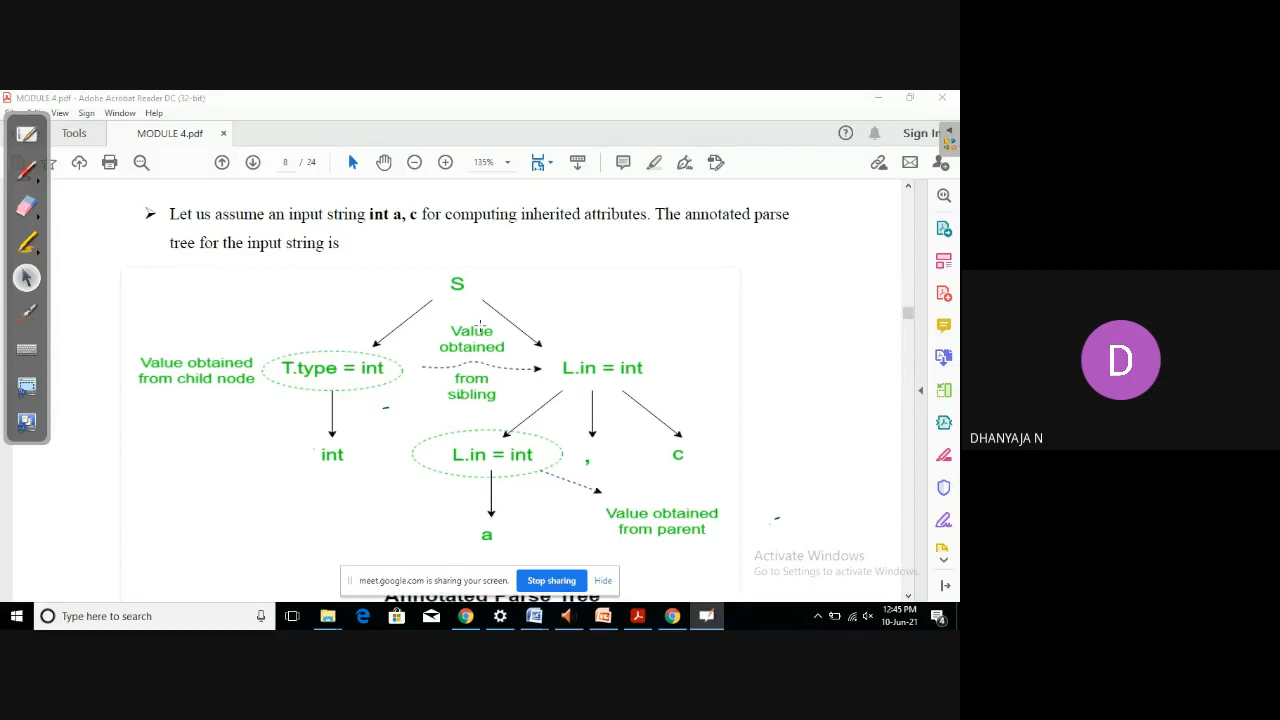 MODULE 4.pdf - Adobe Acrobat Reader DC (32-bit)
View Sign Window Help
Tools MODULE 4.pdf × Sign In
8 / 24 135%
➢ Let us assume an input string int a, c for computing inherited attributes. The annotated parse
tree for the input string is
S
Value
obtained
from
sibling
Value obtained
from child node
T.type = int
L.in = int
int
L.in = int
,
c
Value obtained
from parent
a
DHANYAJA N
D
Activate Windows
Go to Settings to activate Windows.
meet.google.com is sharing your screen. Stop sharing Hide
Annotated Parse Tree
Type here to search
12:45 PM
10-Jun-21
4